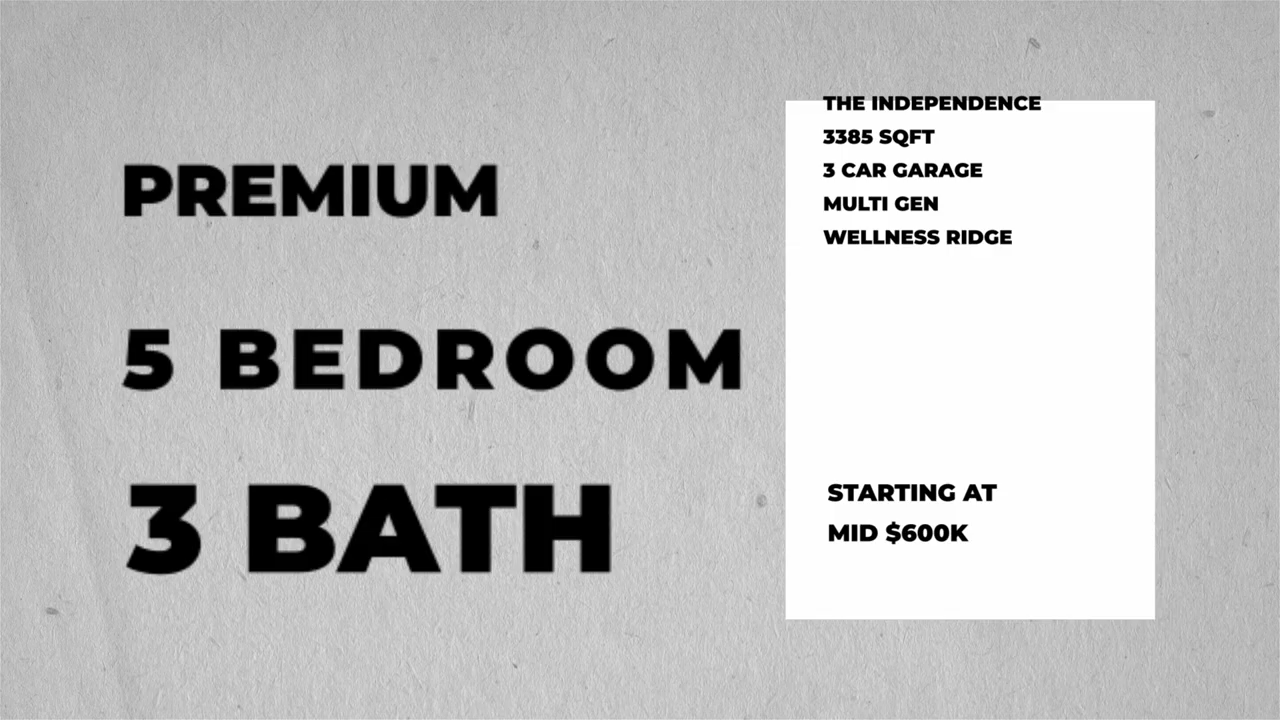 PREMIUM
5 BEDROOM
3 BATH
THE INDEPENDENCE
3385 SQFT
3 CAR GARAGE
MULTI GEN
WELLNESS RIDGE
STARTING AT
MID $600K